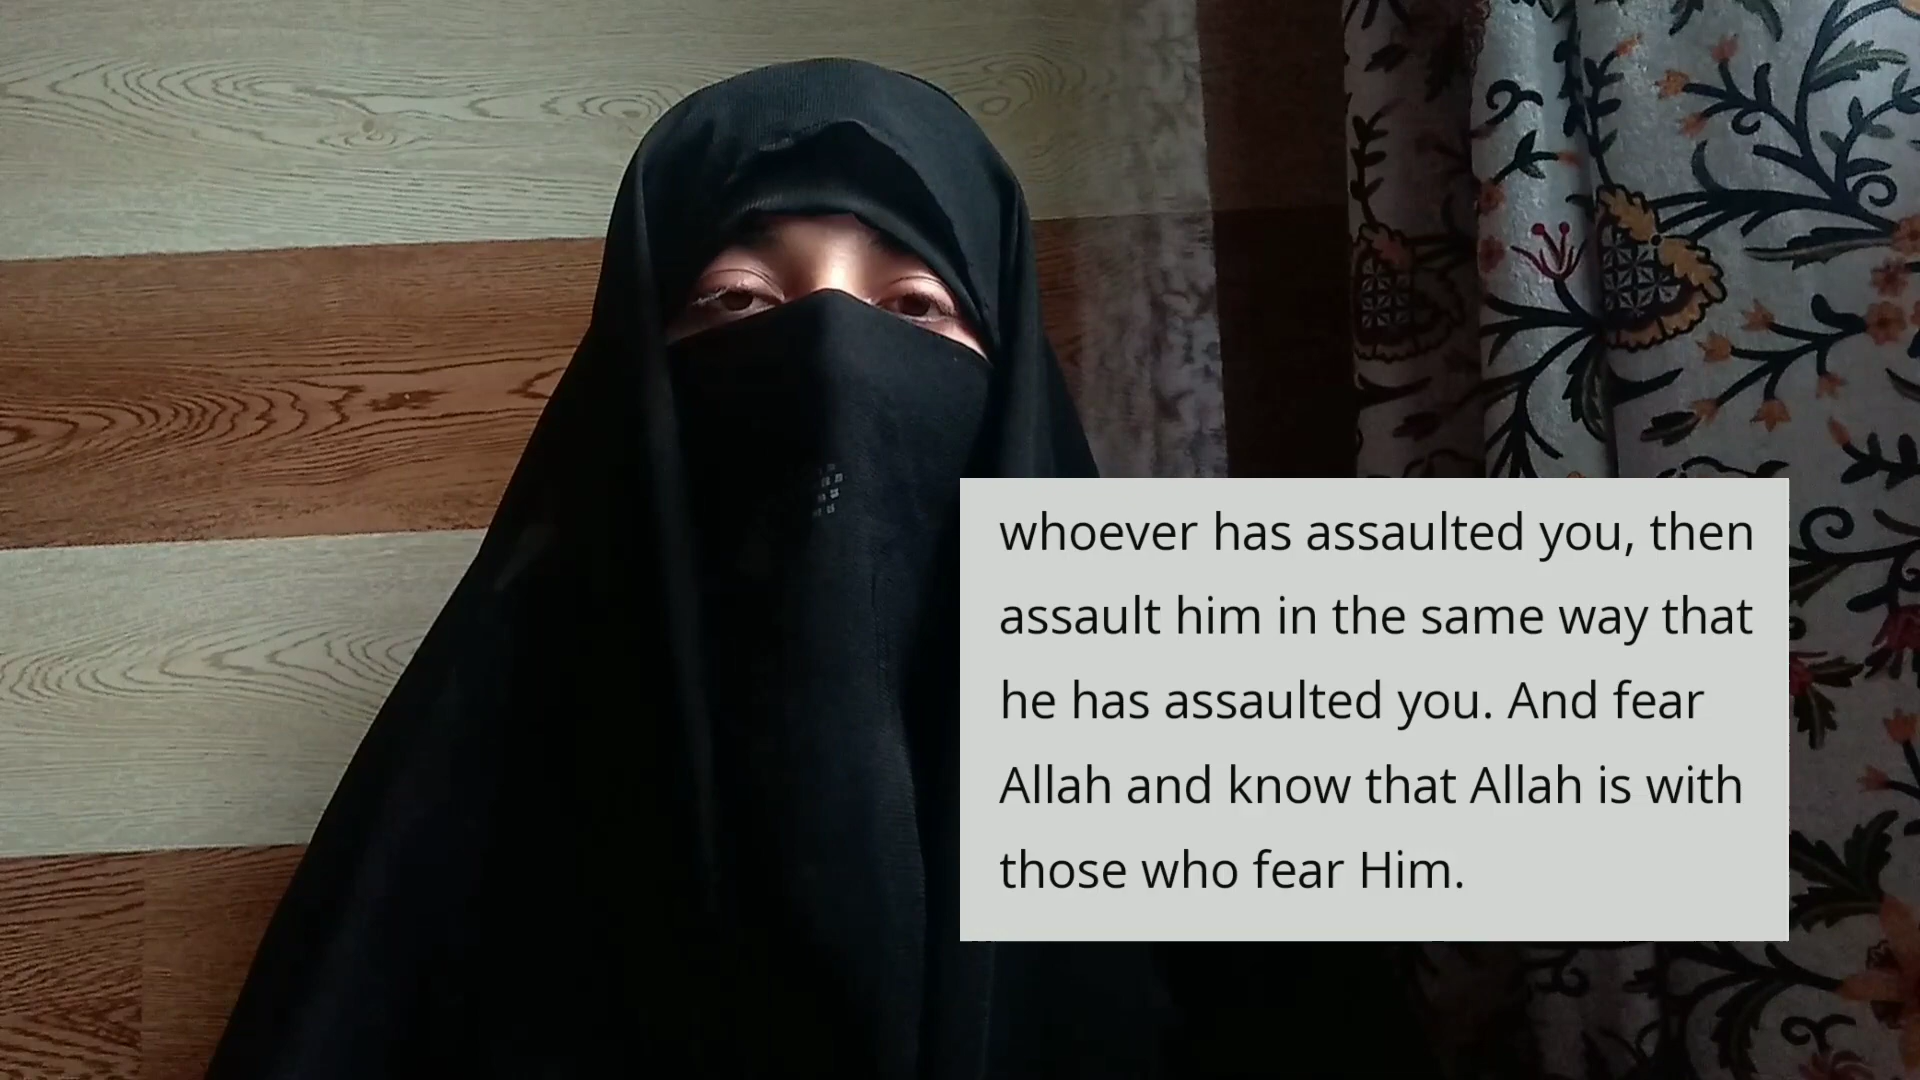 whoever has assaulted you, then
assault him in the same way that
he has assaulted you. And fear
Allah and know that Allah is with
those who fear Him.